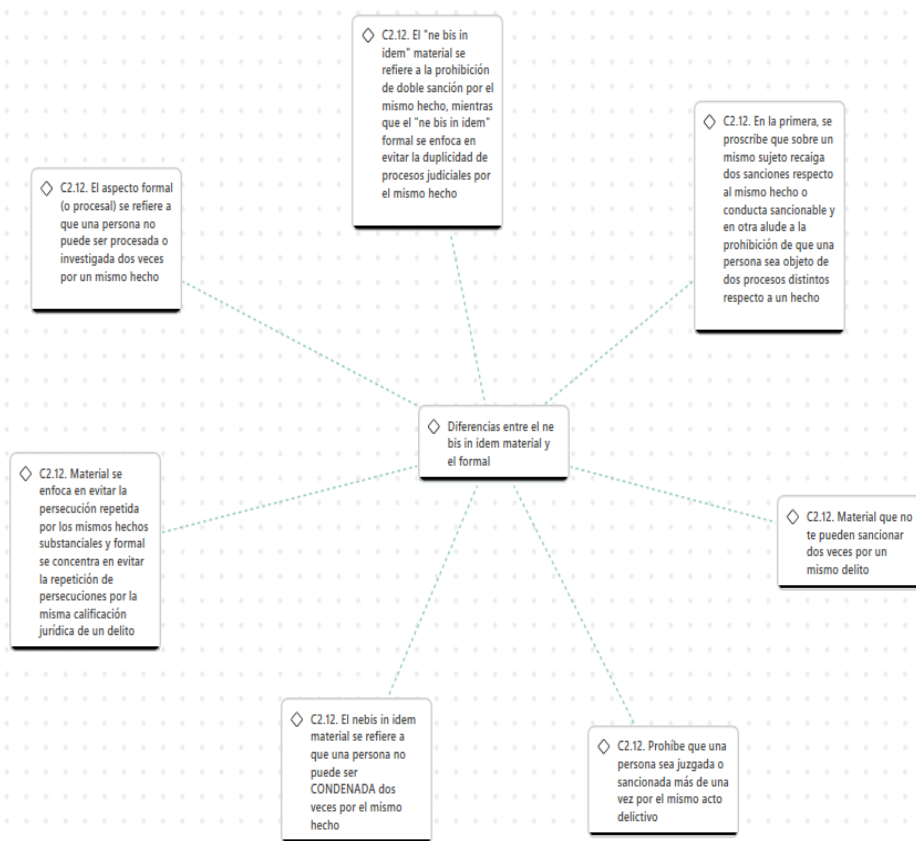 C2.12. El "ne bis in
idem" material se
refiere a la prohibición
de doble sanción por el
mismo hecho, mientras
que el "ne bis in idem"
formal se enfoca en
evitar la duplicidad de
procesos judiciales por
el mismo hecho
C2.12. En la primera, se
proscribe que sobre un
mismo sujeto recaiga
dos sanciones respecto
al mismo hecho o
conducta sancionable y
en otra alude a la
prohibición de que una
persona sea objeto de
dos procesos distintos
respecto a un hecho
C2.12. El aspecto formal
(o procesal) se refiere a
que una persona no
puede ser procesada o
investigada dos veces
por un mismo hecho
Diferencias entre el ne
bis in idem material y
el formal
C2.12. Material se
enfoca en evitar la
persecución repetida
por los mismos hechos
substanciales y formal
se concentra en evitar
la repetición de
persecuciones por la
misma calificación
jurídica de un delito
C2.12. Material que no
te pueden sancionar
dos veces por un
mismo delito
C2.12. El nebis in idem
material se refiere a
que una persona no
puede ser
CONDENADA dos
veces por el mismo
hecho
C2.12. Prohíbe que una
persona sea juzgada o
sancionada más de una
vez por el mismo acto
delictivo